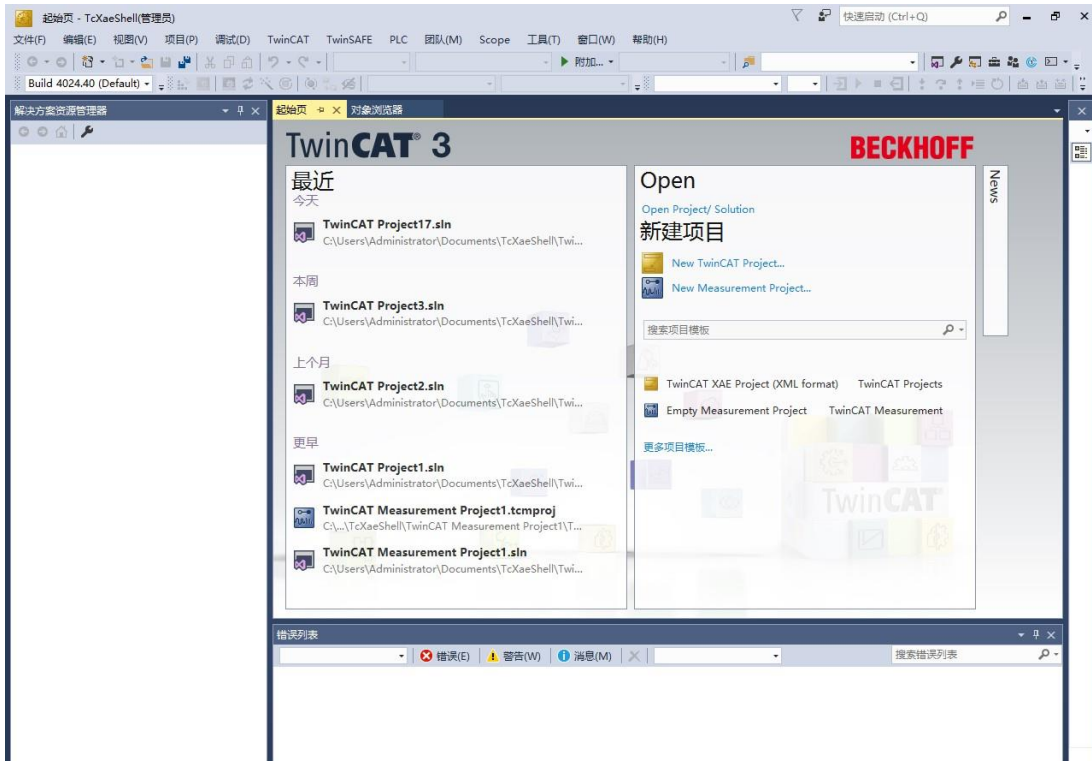 起始页 - TcXaeShell(管理员)
快速启动 (Ctrl+Q)
文件(F) 编辑(E) 视图(V) 项目(P) 调试(D) TwinCAT TwinSAFE PLC 团队(M) Scope 工具(T) 窗口(W) 帮助(H)
附加...
Build 4024.40 (Default)
解决方案资源管理器
起始页 对象浏览器
TwinCAT® 3
BECKHOFF
最近
今天
TwinCAT Project17.sln
C:\Users\Administrator\Documents\TcXaeShell\Twi...
本周
TwinCAT Project3.sln
C:\Users\Administrator\Documents\TcXaeShell\Twi...
上个月
TwinCAT Project2.sln
C:\Users\Administrator\Documents\TcXaeShell\Twi...
更早
TwinCAT Project1.sln
C:\Users\Administrator\Documents\TcXaeShell\Twi...
TwinCAT Measurement Project1.tcmproj
C:\...\TcXaeShell\TwinCAT Measurement Project1\T...
TwinCAT Measurement Project1.sln
C:\Users\Administrator\Documents\TcXaeShell\Twi...
Open
Open Project/ Solution
新建项目
New TwinCAT Project...
New Measurement Project...
搜索项目模板
TwinCAT XAE Project (XML format) TwinCAT Projects
Empty Measurement Project TwinCAT Measurement
更多项目模板...
TwinCAT
News
错误列表
错误(E) 警告(W) 消息(M)
搜索错误列表